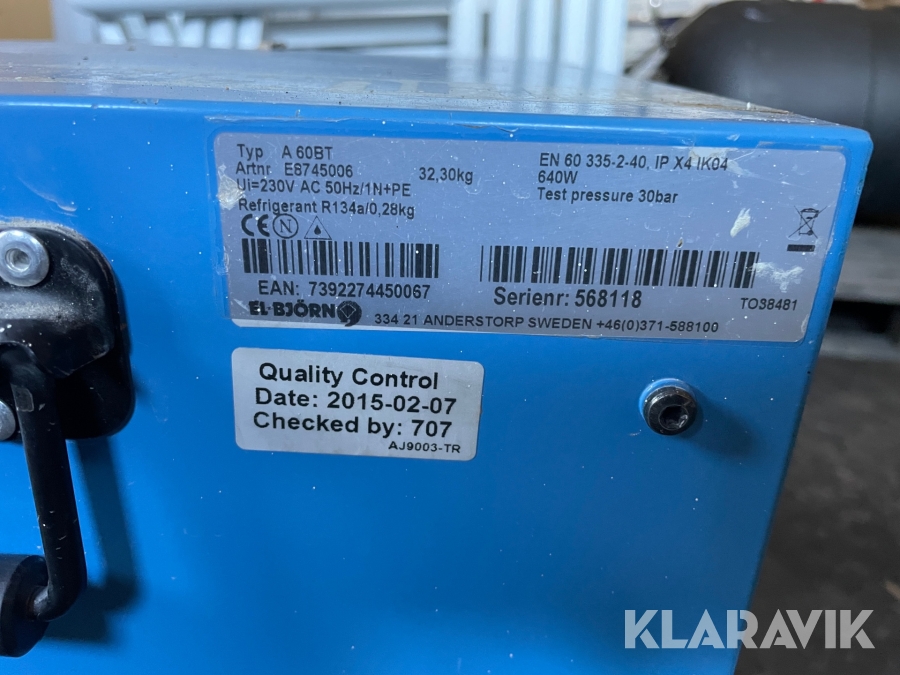 Typ A 60BT
Artnr E8745006 32,30kg
Ui=230V AC 50Hz/1N+PE
Refrigerant R134a/0,28kg
EN 60 335-2-40, IP X4 IK04
640W
Test pressure 30bar
CE N
EAN: 7392274450067
Serienr: 568118
TO38481
EL-BJÖRN
334 21 ANDERSTORP SWEDEN +46(0)371-588100
Quality Control
Date: 2015-02-07
Checked by: 707
AJ9003-TR
KLARAVIK